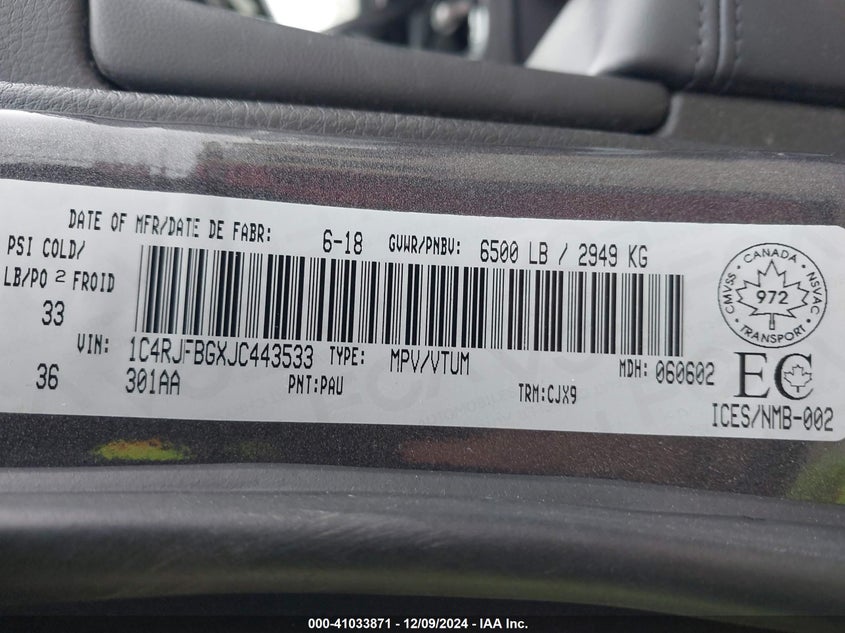 DATE OF MFR/DATE DE FABR: 6-18 GVWR/PNBV: 6500 LB / 2949 KG
PSI COLD/
LB/PO 2 FROID
33
36
VIN: 1C4RJFBGXJC443533 TYPE: MPV/VTUM MDH: 060602
301AA PNT:PAU TRM:CJX9
CANADA
CMVSS NSVAC
972
TRANSPORT
EC
ICES/NMB-002
000-41033871 - 12/09/2024 - IAA Inc.